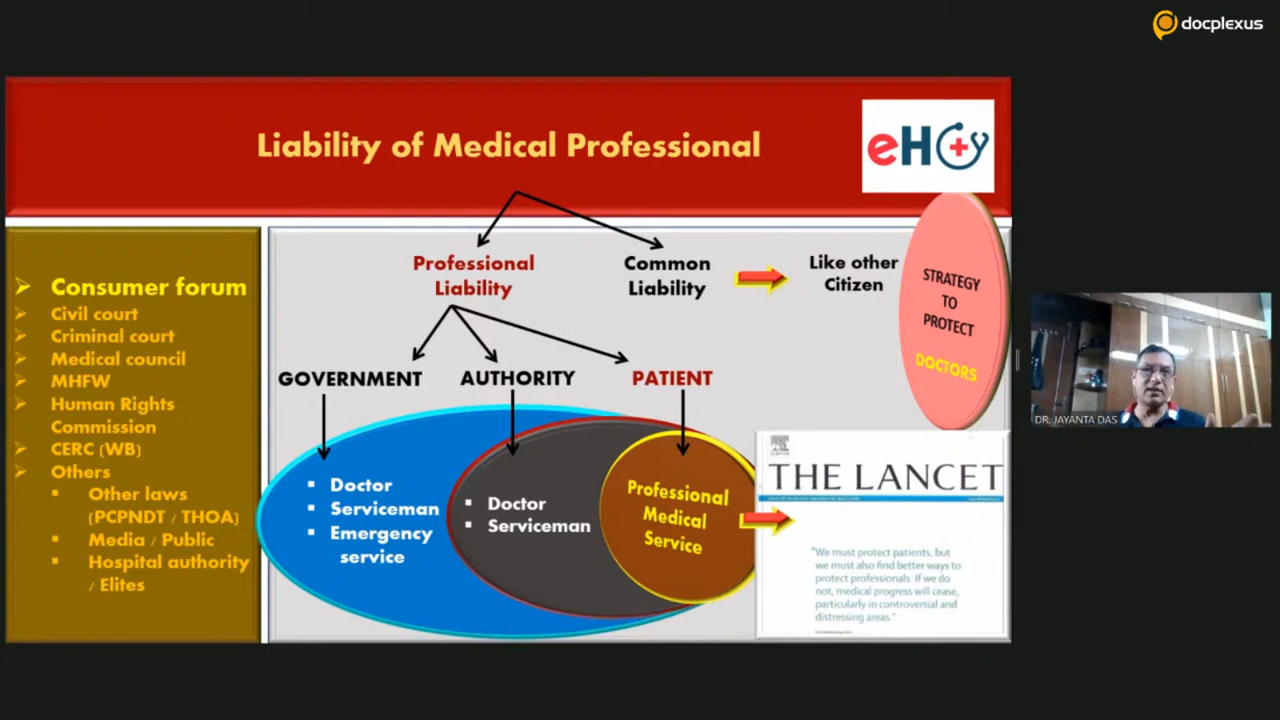 docplexus
Liability of Medical Professional
eH
Consumer forum
Civil court
Criminal court
Medical council
MHFW
Human Rights
Commission
CERC (WB)
Others
Other laws
(PCPNDT / THOA)
Media / Public
Hospital authority
/ Elites
Professional
Liability
Common
Liability
Like other
Citizen
STRATEGY
TO
PROTECT
DOCTORS
GOVERNMENT
AUTHORITY
PATIENT
Doctor
Serviceman
Emergency
service
Doctor
Serviceman
Professional
Medical
Service
THE LANCET
"We must protect patients, but
we must also find better ways to
protect professionals. If we do
not, medical progress will cease,
particularly in controversial and
distressing areas."
DR. JAYANTA DAS